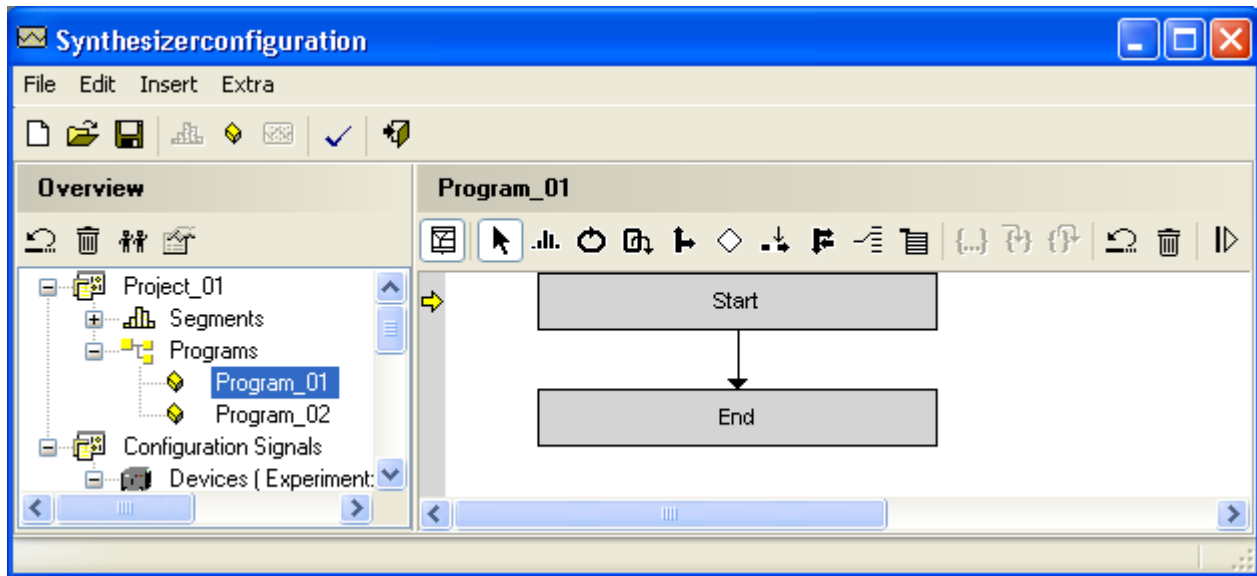 Synthesizerconfiguration
File Edit Insert Extra
Overview
Project_01
Segments
Programs
Program_01
Program_02
Configuration Signals
Devices ( Experiment:
Program_01
Start
End